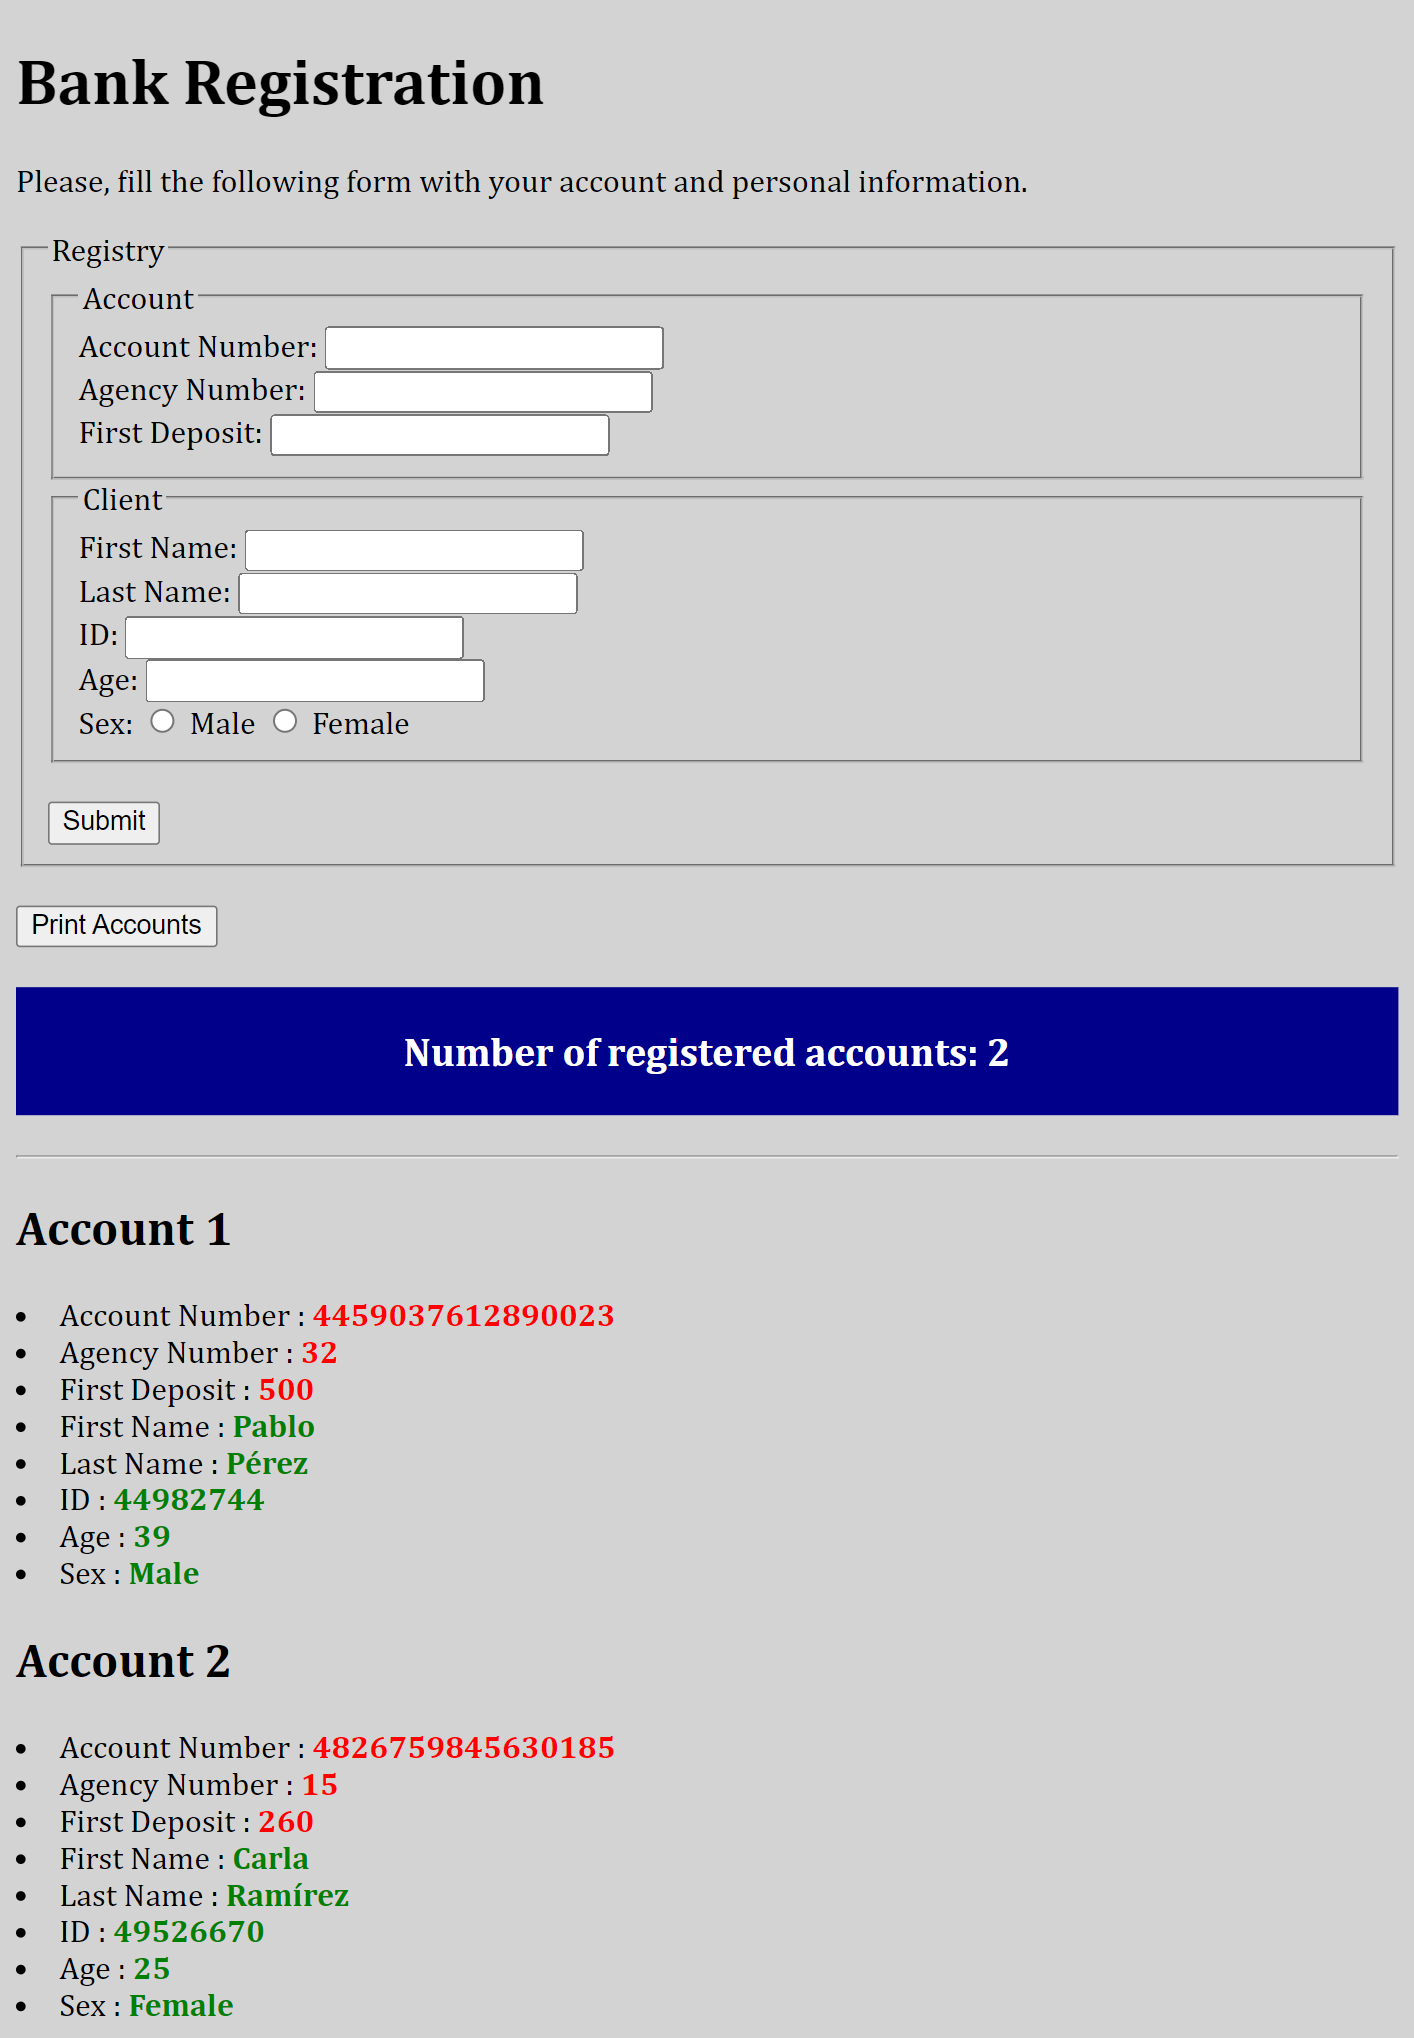 Bank Registration
Please, fill the following form with your account and personal information.
Registry
Account
Account Number:
Agency Number:
First Deposit:
Client
First Name:
Last Name:
ID:
Age:
Sex: Male Female
Submit
Print Accounts
Number of registered accounts: 2
Account 1
• Account Number : 4459037612890023
• Agency Number : 32
• First Deposit : 500
• First Name : Pablo
• Last Name : Pérez
• ID : 44982744
• Age : 39
• Sex : Male
Account 2
• Account Number : 4826759845630185
• Agency Number : 15
• First Deposit : 260
• First Name : Carla
• Last Name : Ramírez
• ID : 49526670
• Age : 25
• Sex : Female